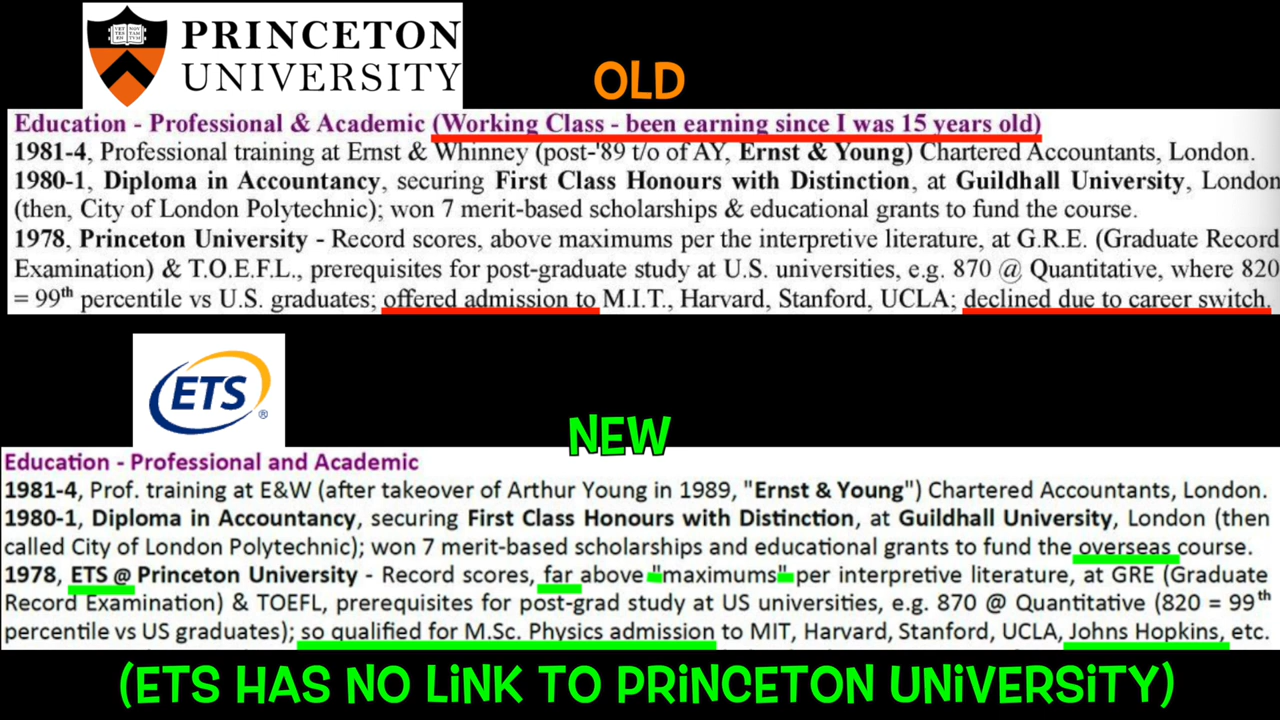 VET NOV
TES TAM
EN TVM
PRINCETON
UNIVERSITY
OLD
Education - Professional & Academic (Working Class - been earning since I was 15 years old)
1981-4, Professional training at Ernst & Whinney (post-'89 t/o of AY, Ernst & Young) Chartered Accountants, London.
1980-1, Diploma in Accountancy, securing First Class Honours with Distinction, at Guildhall University, London
(then, City of London Polytechnic); won 7 merit-based scholarships & educational grants to fund the course.
1978, Princeton University - Record scores, above maximums per the interpretive literature, at G.R.E. (Graduate Record
Examination) & T.O.E.F.L., prerequisites for post-graduate study at U.S. universities, e.g. 870 @ Quantitative, where 820
= 99th percentile vs U.S. graduates; offered admission to M.I.T., Harvard, Stanford, UCLA; declined due to career switch.
ETS®
NEW
Education - Professional and Academic
1981-4, Prof. training at E&W (after takeover of Arthur Young in 1989, "Ernst & Young") Chartered Accountants, London.
1980-1, Diploma in Accountancy, securing First Class Honours with Distinction, at Guildhall University, London (then
called City of London Polytechnic); won 7 merit-based scholarships and educational grants to fund the overseas course.
1978, ETS @ Princeton University - Record scores, far above "maximums" per interpretive literature, at GRE (Graduate
Record Examination) & TOEFL, prerequisites for post-grad study at US universities, e.g. 870 @ Quantitative (820 = 99th
percentile vs US graduates); so qualified for M.Sc. Physics admission to MIT, Harvard, Stanford, UCLA, Johns Hopkins, etc.
(ETS HAS NO LINK TO PRINCETON UNIVERSITY)